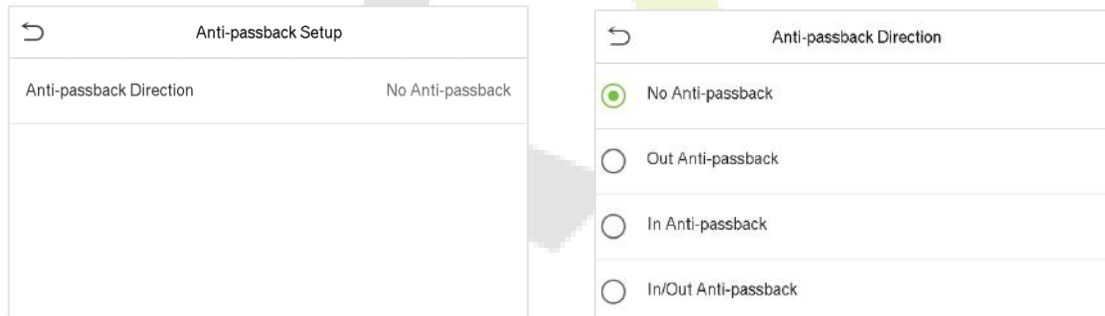 Anti-passback Setup
Anti-passback Direction
No Anti-passback
Anti-passback Direction
No Anti-passback
Out Anti-passback
In Anti-passback
In/Out Anti-passback